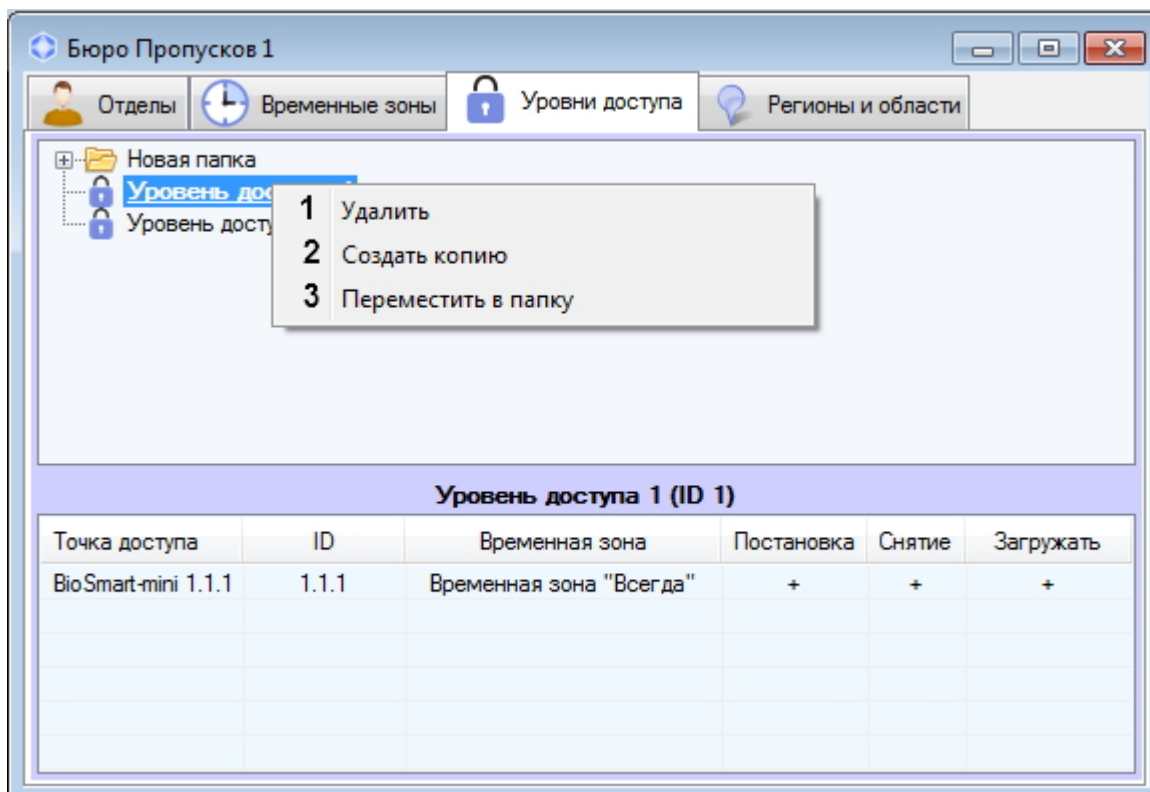 Бюро Пропусков 1
Отделы Временные зоны Уровни доступа Регионы и области
Новая папка
Уровень
Уровень
1 Удалить
2 Создать копию
3 Переместить в папку
Уровень доступа 1 (ID 1)
Точка доступа ID Временная зона Постановка Снятие Загружать
BioSmart-mini 1.1.1 1.1.1 Временная зона "Всегда" + + +